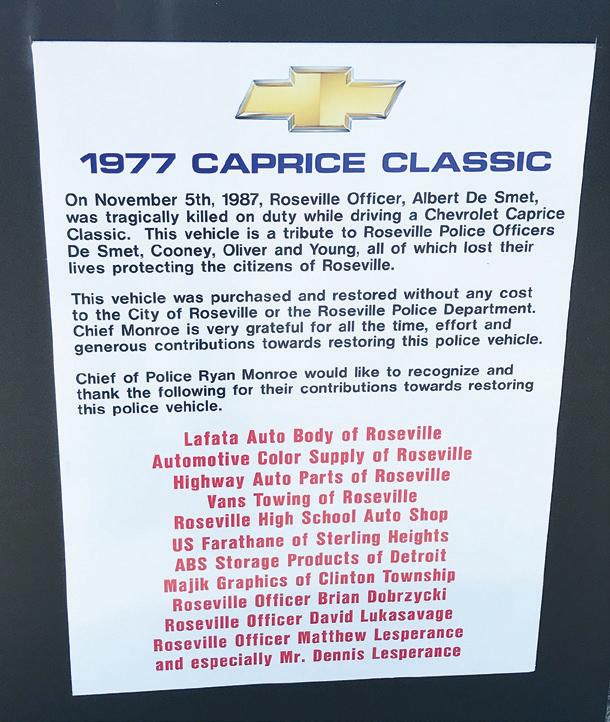 1977 CAPRICE CLASSIC
On November 5th, 1987, Roseville Officer, Albert De Smet,
was tragically killed on duty while driving a Chevrolet Caprice
Classic. This vehicle is a tribute to Roseville Police Officers
De Smet, Cooney, Oliver and Young, all of which lost their
lives protecting the citizens of Roseville.
This vehicle was purchased and restored without any cost
to the City of Roseville or the Roseville Police Department.
Chief Monroe is very grateful for all the time, effort and
generous contributions towards restoring this police vehicle.
Chief of Police Ryan Monroe would like to recognize and
thank the following for their contributions towards restoring
this police vehicle.
Lafata Auto Body of Roseville
Automotive Color Supply of Roseville
Highway Auto Parts of Roseville
Vans Towing of Roseville
Roseville High School Auto Shop
US Farathane of Sterling Heights
ABS Storage Products of Detroit
Majik Graphics of Clinton Township
Roseville Officer Brian Dobrzycki
Roseville Officer David Lukasavage
Roseville Officer Matthew Lesperance
and especially Mr. Dennis Lesperance